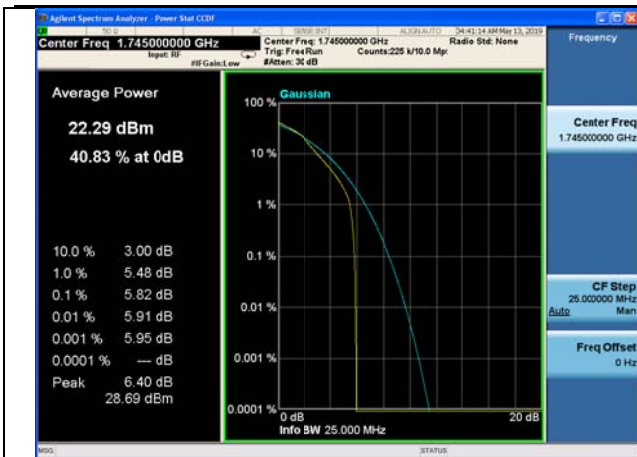 Agilent Spectrum Analyzer - Power Stat CCDF
50 Ω AC SENSE:INT ALIGN AUTO 04:41:14 AM Mar 13, 2019
Center Freq 1.745000000 GHz
Input: RF
#IFGain:Low
Center Freq: 1.745000000 GHz
Trig: Free Run Counts:225 k/10.0 Mpt
#Atten: 30 dB
Radio Std: None
Frequency
Average Power
22.29 dBm
40.83 % at 0dB
10.0 % 3.00 dB
1.0 % 5.48 dB
0.1 % 5.82 dB
0.01 % 5.91 dB
0.001 % 5.95 dB
0.0001 % --- dB
Peak 6.40 dB
28.69 dBm
Gaussian
100 %
10 %
1 %
0.1 %
0.01 %
0.001 %
0.0001 %
0 dB 20 dB
Info BW 25.000 MHz
Center Freq
1.745000000 GHz
CF Step
25.000000 MHz
Auto Man
Freq Offset
0 Hz
MSG STATUS